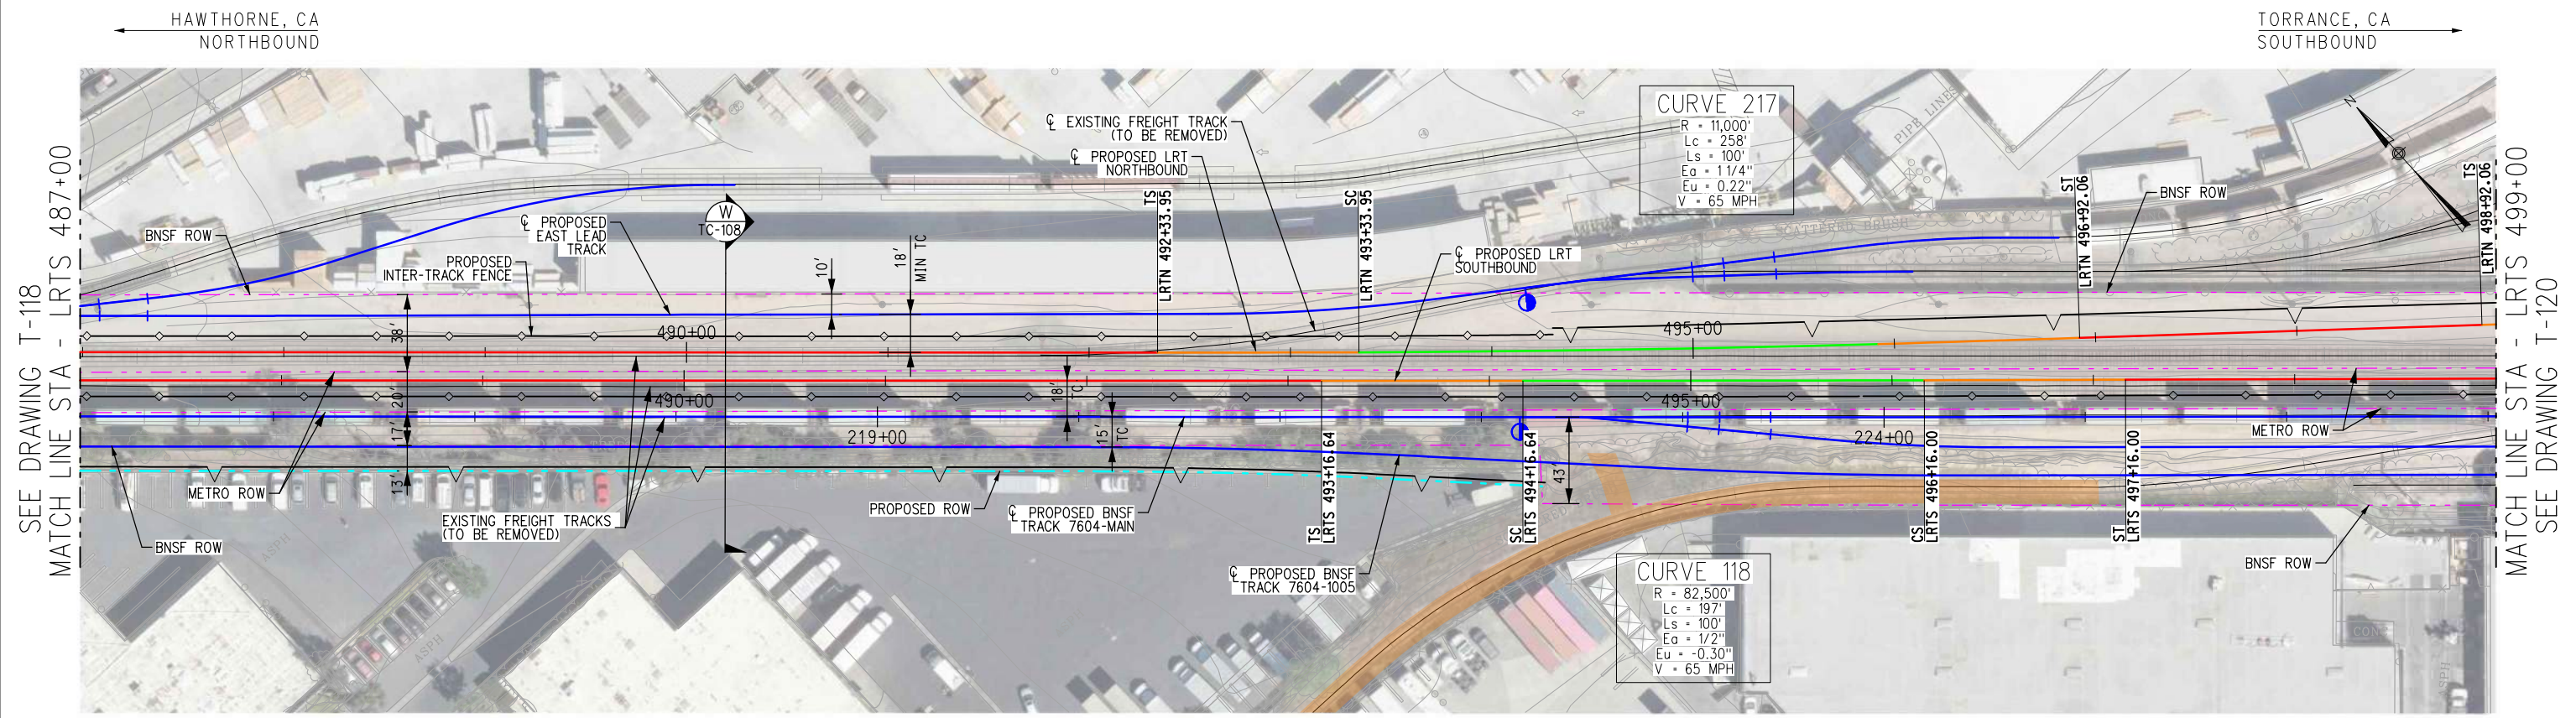 HAWTHORNE, CA
NORTHBOUND
TORRANCE, CA
SOUTHBOUND
SEE DRAWING T-118
MATCH LINE STA - LRTS 487+00
BNSF ROW
℄ PROPOSED
EAST LEAD
TRACK
PROPOSED
INTER-TRACK FENCE
W
TC-108
10'
18'
MIN TC
℄ EXISTING FREIGHT TRACK
(TO BE REMOVED)
℄ PROPOSED LRT
NORTHBOUND
TS
LRTN 492+33.95
SC
LRTN 493+33.95
℄ PROPOSED LRT
SOUTHBOUND
CURVE 217
R = 11,000'
Lc = 258'
Ls = 100'
Ea = 1 1/4"
Eu = 0.22"
V = 65 MPH
PIPE LINES
SCATTERED BRUSH
ST
LRTN 496+92.06
BNSF ROW
N
TS
LRTN 498+92.06
38'
490+00
495+00
20'
490+00
18'
TC
495+00
17'
219+00
15'
TC
224+00
METRO ROW
13'
METRO ROW
43'
EXISTING FREIGHT TRACKS
(TO BE REMOVED)
PROPOSED ROW
℄ PROPOSED BNSF
TRACK 7604-MAIN
BNSF ROW
℄ PROPOSED BNSF
TRACK 7604-1005
TS
LRTS 493+16.64
SC
LRTS 494+16.64
CS
LRTS 496+16.00
ST
LRTS 497+16.00
BNSF ROW
CURVE 118
R = 82,500'
Lc = 197'
Ls = 100'
Ea = 1/2"
Eu = -0.30"
V = 65 MPH
ASPH
ASPH
CONC
ASPH
MATCH LINE STA - LRTS 499+00
SEE DRAWING T-120